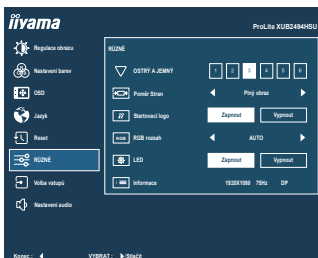 iiyama
ProLite XUB2494HSU
Regulace obrazu
Nastavení barev
OSD
Jazyk
Reset
RŮZNÉ
Volba vstupů
Nastavení audio
RŮZNÉ
OSTRÝ A JEMNÝ 1 2 3 4 5 6
Poměr Stran Plný obraz
Startovací logo Zapnout Vypnout
RGB RGB rozsah AUTO
LED Zapnout Vypnout
Informace 1920X1080 75Hz DP
Konec : VYBRAT : /Stlačit